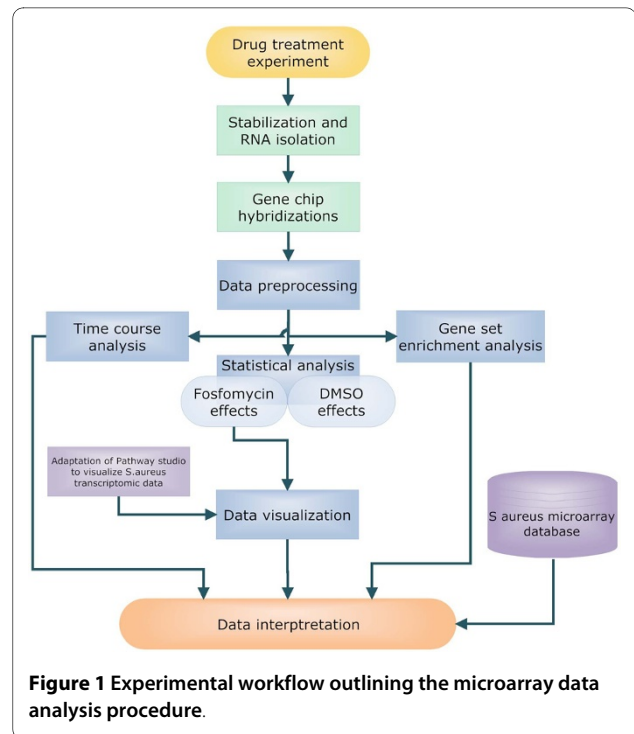 Drug treatment
experiment
Stabilization and
RNA isolation
Gene chip
hybridizations
Data preprocessing
Time course
analysis
Gene set
enrichment analysis
Statistical analysis
Fosfomycin
effects
DMSO
effects
Adaptation of Pathway studio
to visualize S.aureus
transcriptomic data
Data visualization
S aureus microarray
database
Data interptretation
Figure 1 Experimental workflow outlining the microarray data
analysis procedure.